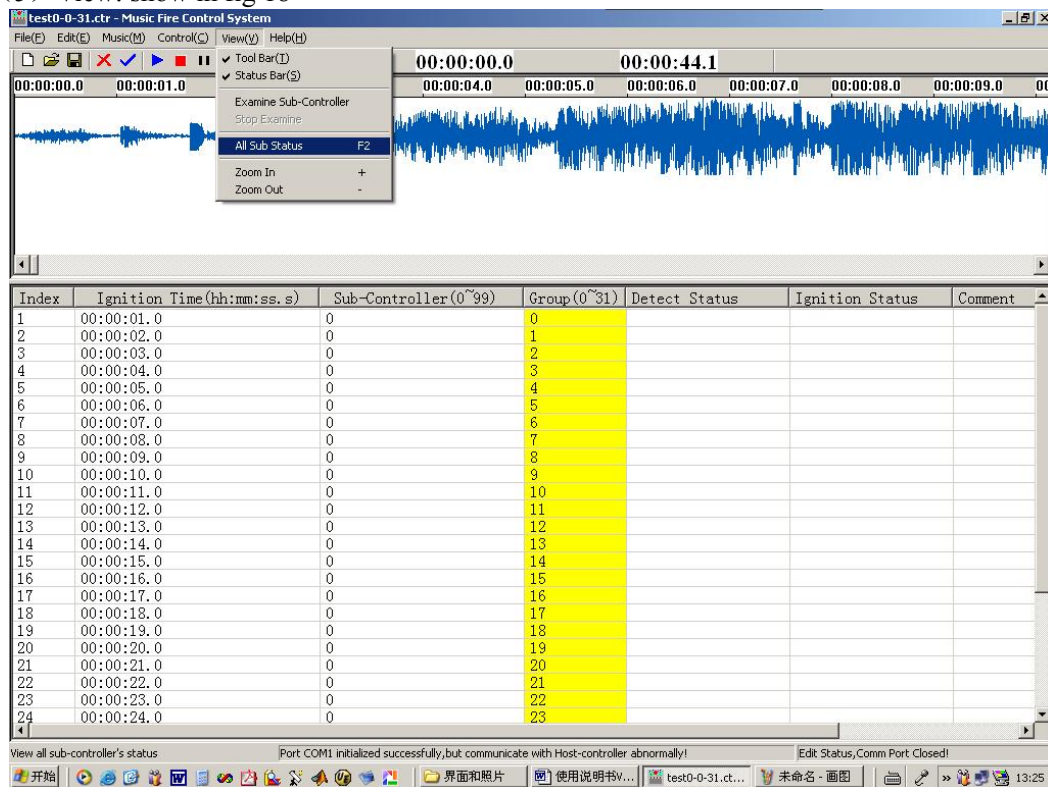 test0-0-31.ctr - Music Fire Control System
File(F) Edit(E) Music(M) Control(C) View(V) Help(H)
Tool Bar(T)
Status Bar(S)
Examine Sub-Controller
Stop Examine
All Sub Status F2
Zoom In +
Zoom Out -
00:00:00.0 00:00:44.1
00:00:00.0 00:00:01.0 00:00:04.0 00:00:05.0 00:00:06.0 00:00:07.0 00:00:08.0 00:00:09.0
Index Ignition Time(hh:mm:ss.s) Sub-Controller(0~99) Group(0~31) Detect Status Ignition Status Comment
1 00:00:01.0 0 0
2 00:00:02.0 0 1
3 00:00:03.0 0 2
4 00:00:04.0 0 3
5 00:00:05.0 0 4
6 00:00:06.0 0 5
7 00:00:07.0 0 6
8 00:00:08.0 0 7
9 00:00:09.0 0 8
10 00:00:10.0 0 9
11 00:00:11.0 0 10
12 00:00:12.0 0 11
13 00:00:13.0 0 12
14 00:00:14.0 0 13
15 00:00:15.0 0 14
16 00:00:16.0 0 15
17 00:00:17.0 0 16
18 00:00:18.0 0 17
19 00:00:19.0 0 18
20 00:00:20.0 0 19
21 00:00:21.0 0 20
22 00:00:22.0 0 21
23 00:00:23.0 0 22
24 00:00:24.0 0 23
View all sub-controller's status Port COM1 initialized successfully,but communicate with Host-controller abnormally! Edit Status,Comm Port Closed!
开始 界面和照片 使用说明书w... test0-0-31.ct... 未命名 - 画图 13:25